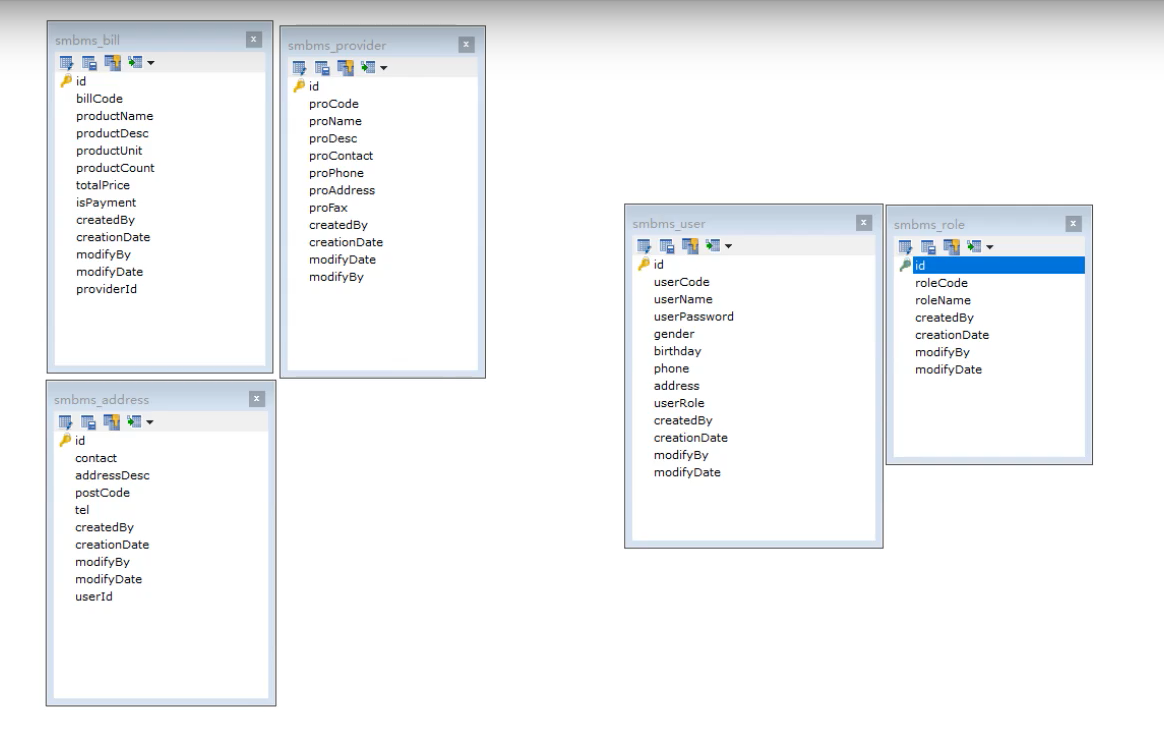 smbms_bill
id
billCode
productName
productDesc
productUnit
productCount
totalPrice
isPayment
createdBy
creationDate
modifyBy
modifyDate
providerId
smbms_provider
id
proCode
proName
proDesc
proContact
proPhone
proAddress
proFax
createdBy
creationDate
modifyDate
modifyBy
smbms_address
id
contact
addressDesc
postCode
tel
createdBy
creationDate
modifyBy
modifyDate
userId
smbms_user
id
userCode
userName
userPassword
gender
birthday
phone
address
userRole
createdBy
creationDate
modifyBy
modifyDate
smbms_role
id
roleCode
roleName
createdBy
creationDate
modifyBy
modifyDate